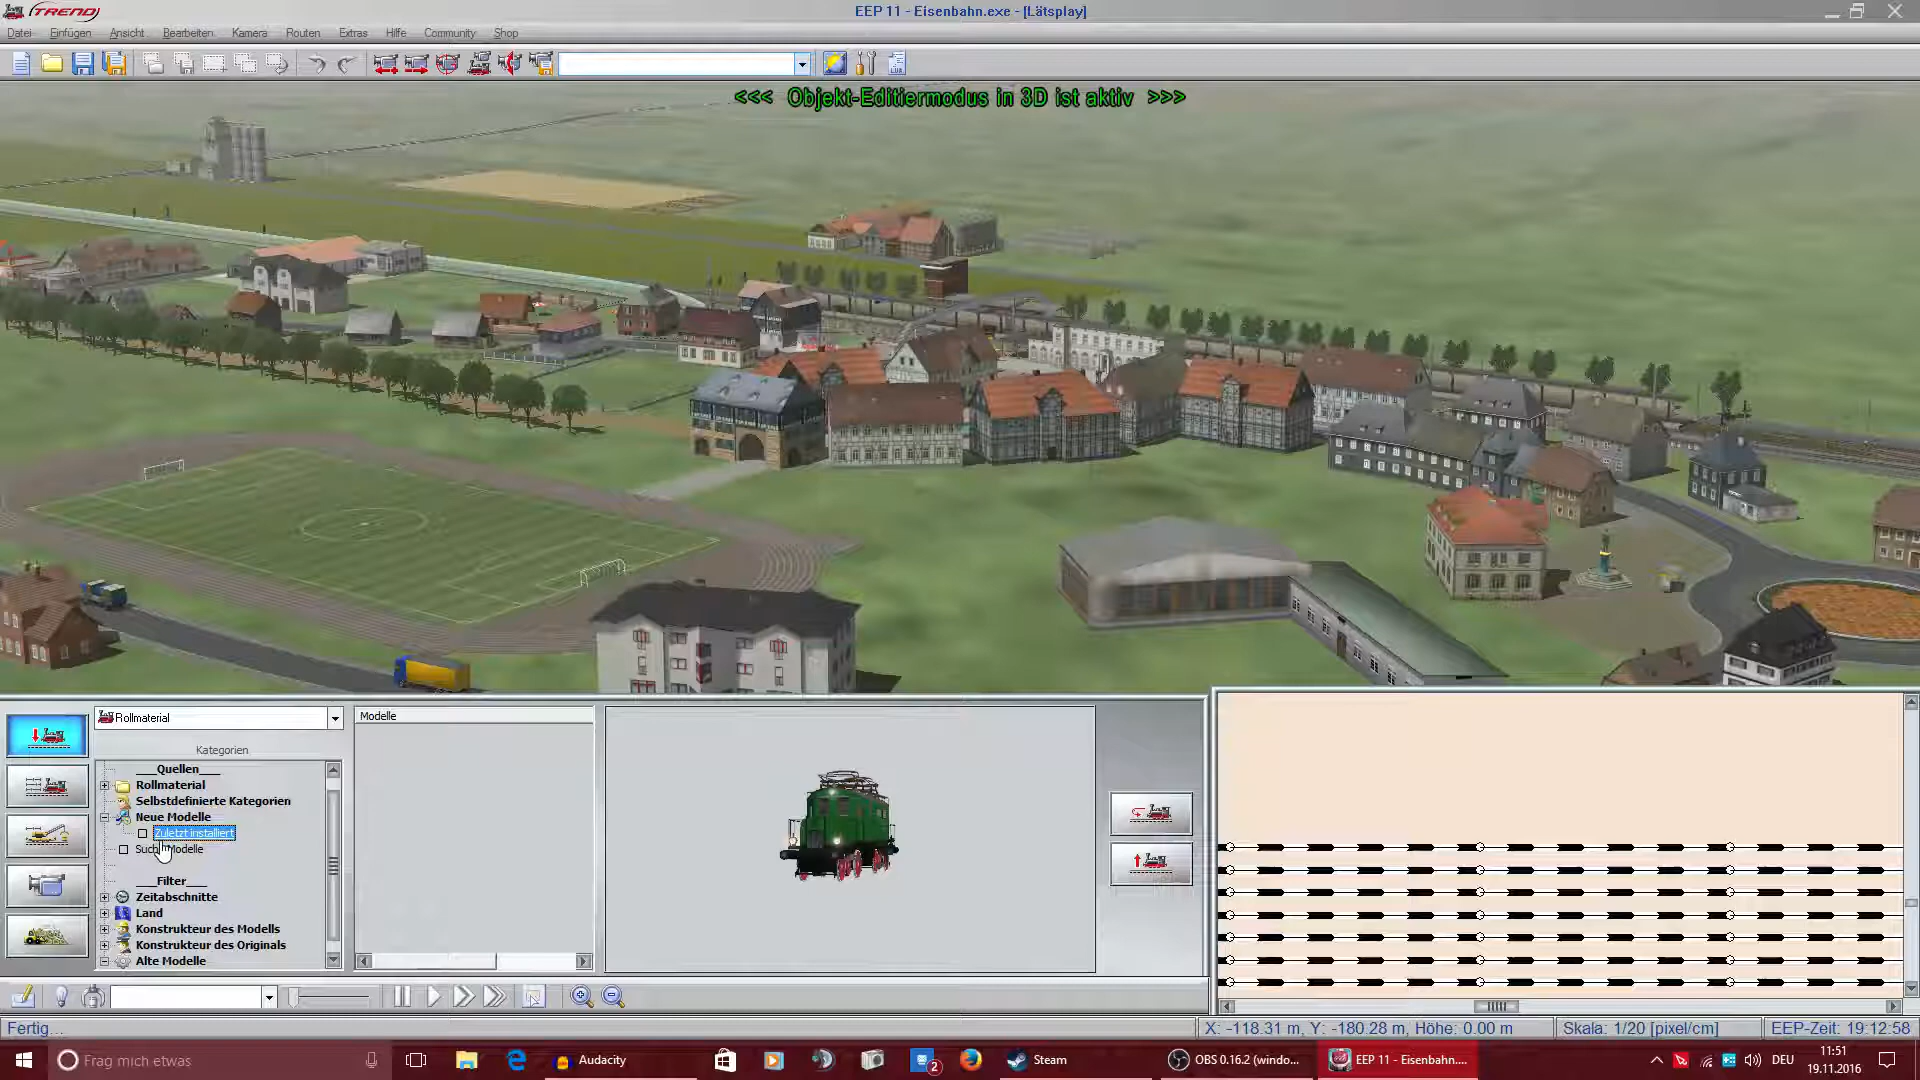 TREND
EEP 11 - Eisenbahn.exe - [Lätsplay]
Datei Einfügen Ansicht Bearbeiten Kamera Routen Extras Hilfe Community Shop
<<< Objekt-Editiermodus in 3D ist aktiv >>>
Rollmaterial
Kategorien
___Quellen___
Rollmaterial
Selbstdefinierte Kategorien
Neue Modelle
Zuletzt installiert
Modelle
___Filter___
Zeitabschnitte
Land
Konstrukteur des Modells
Konstrukteur des Originals
Alte Modelle
Modelle
Fertig...
X: -118.31 m, Y: -180.28 m, Höhe: 0.00 m
Skala: 1/20 [pixel/cm]
EEP-Zeit: 19:12:58
Frag mich etwas
Audacity
2
Steam
OBS 0.16.2 (windo...
EEP 11 - Eisenbahn....
DEU
11:51
19.11.2016